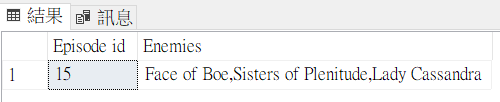 結果 訊息
Episode id Enemies
1 15 Face of Boe,Sisters of Plenitude,Lady Cassandra